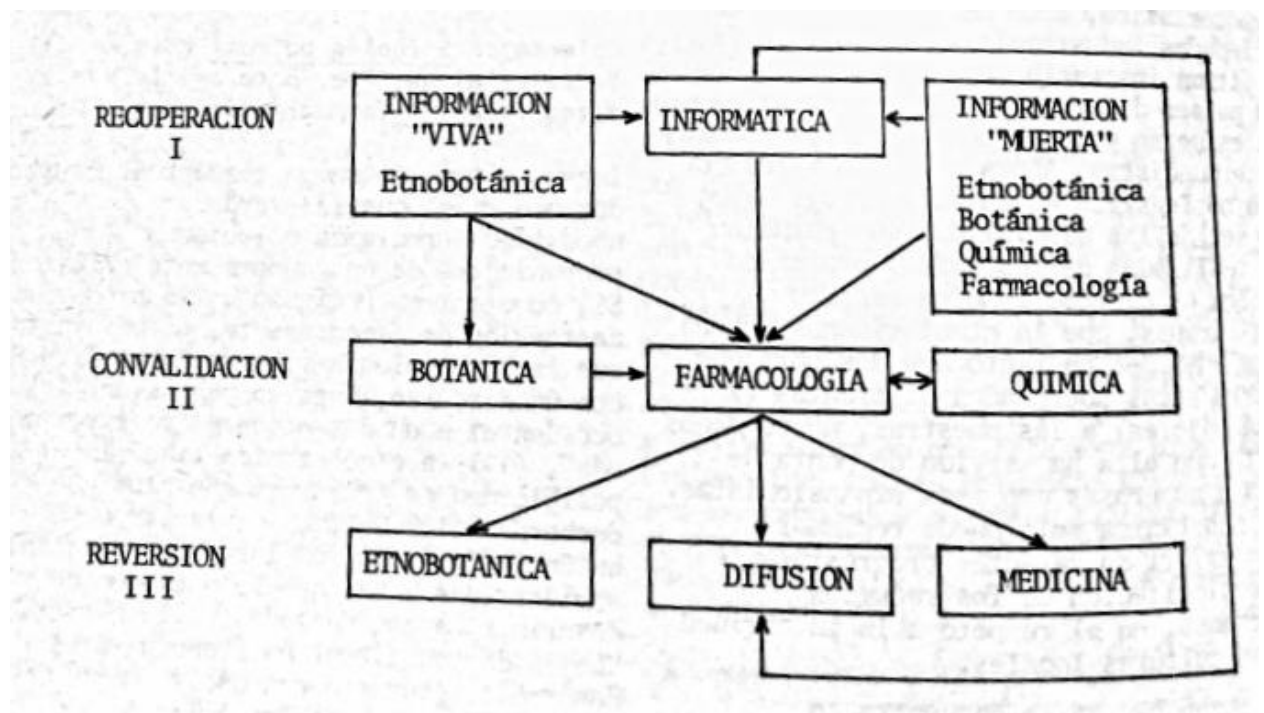 RECUPERACION
I
INFORMACION
"VIVA"
Etnobotánica
INFORMATICA
INFORMACION
"MUERTA"
Etnobotánica
Botánica
Química
Farmacología
CONVALIDACION
II
BOTANICA
FARMACOLOGIA
QUIMICA
REVERSION
III
ETNOBOTANICA
DIFUSION
MEDICINA